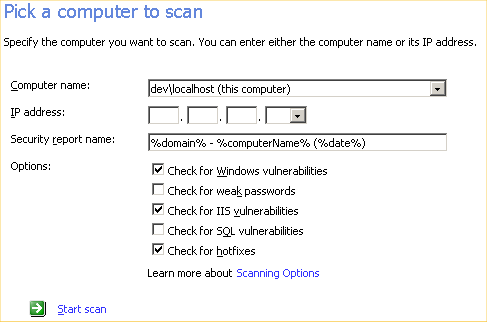 Pick a computer to scan
Specify the computer you want to scan. You can enter either the computer name or its IP address.
Computer name: dev\localhost (this computer)
IP address: . . .
Security report name: %domain% - %computerName% (%date%)
Options: Check for Windows vulnerabilities
Check for weak passwords
Check for IIS vulnerabilities
Check for SQL vulnerabilities
Check for hotfixes
Learn more about Scanning Options
Start scan